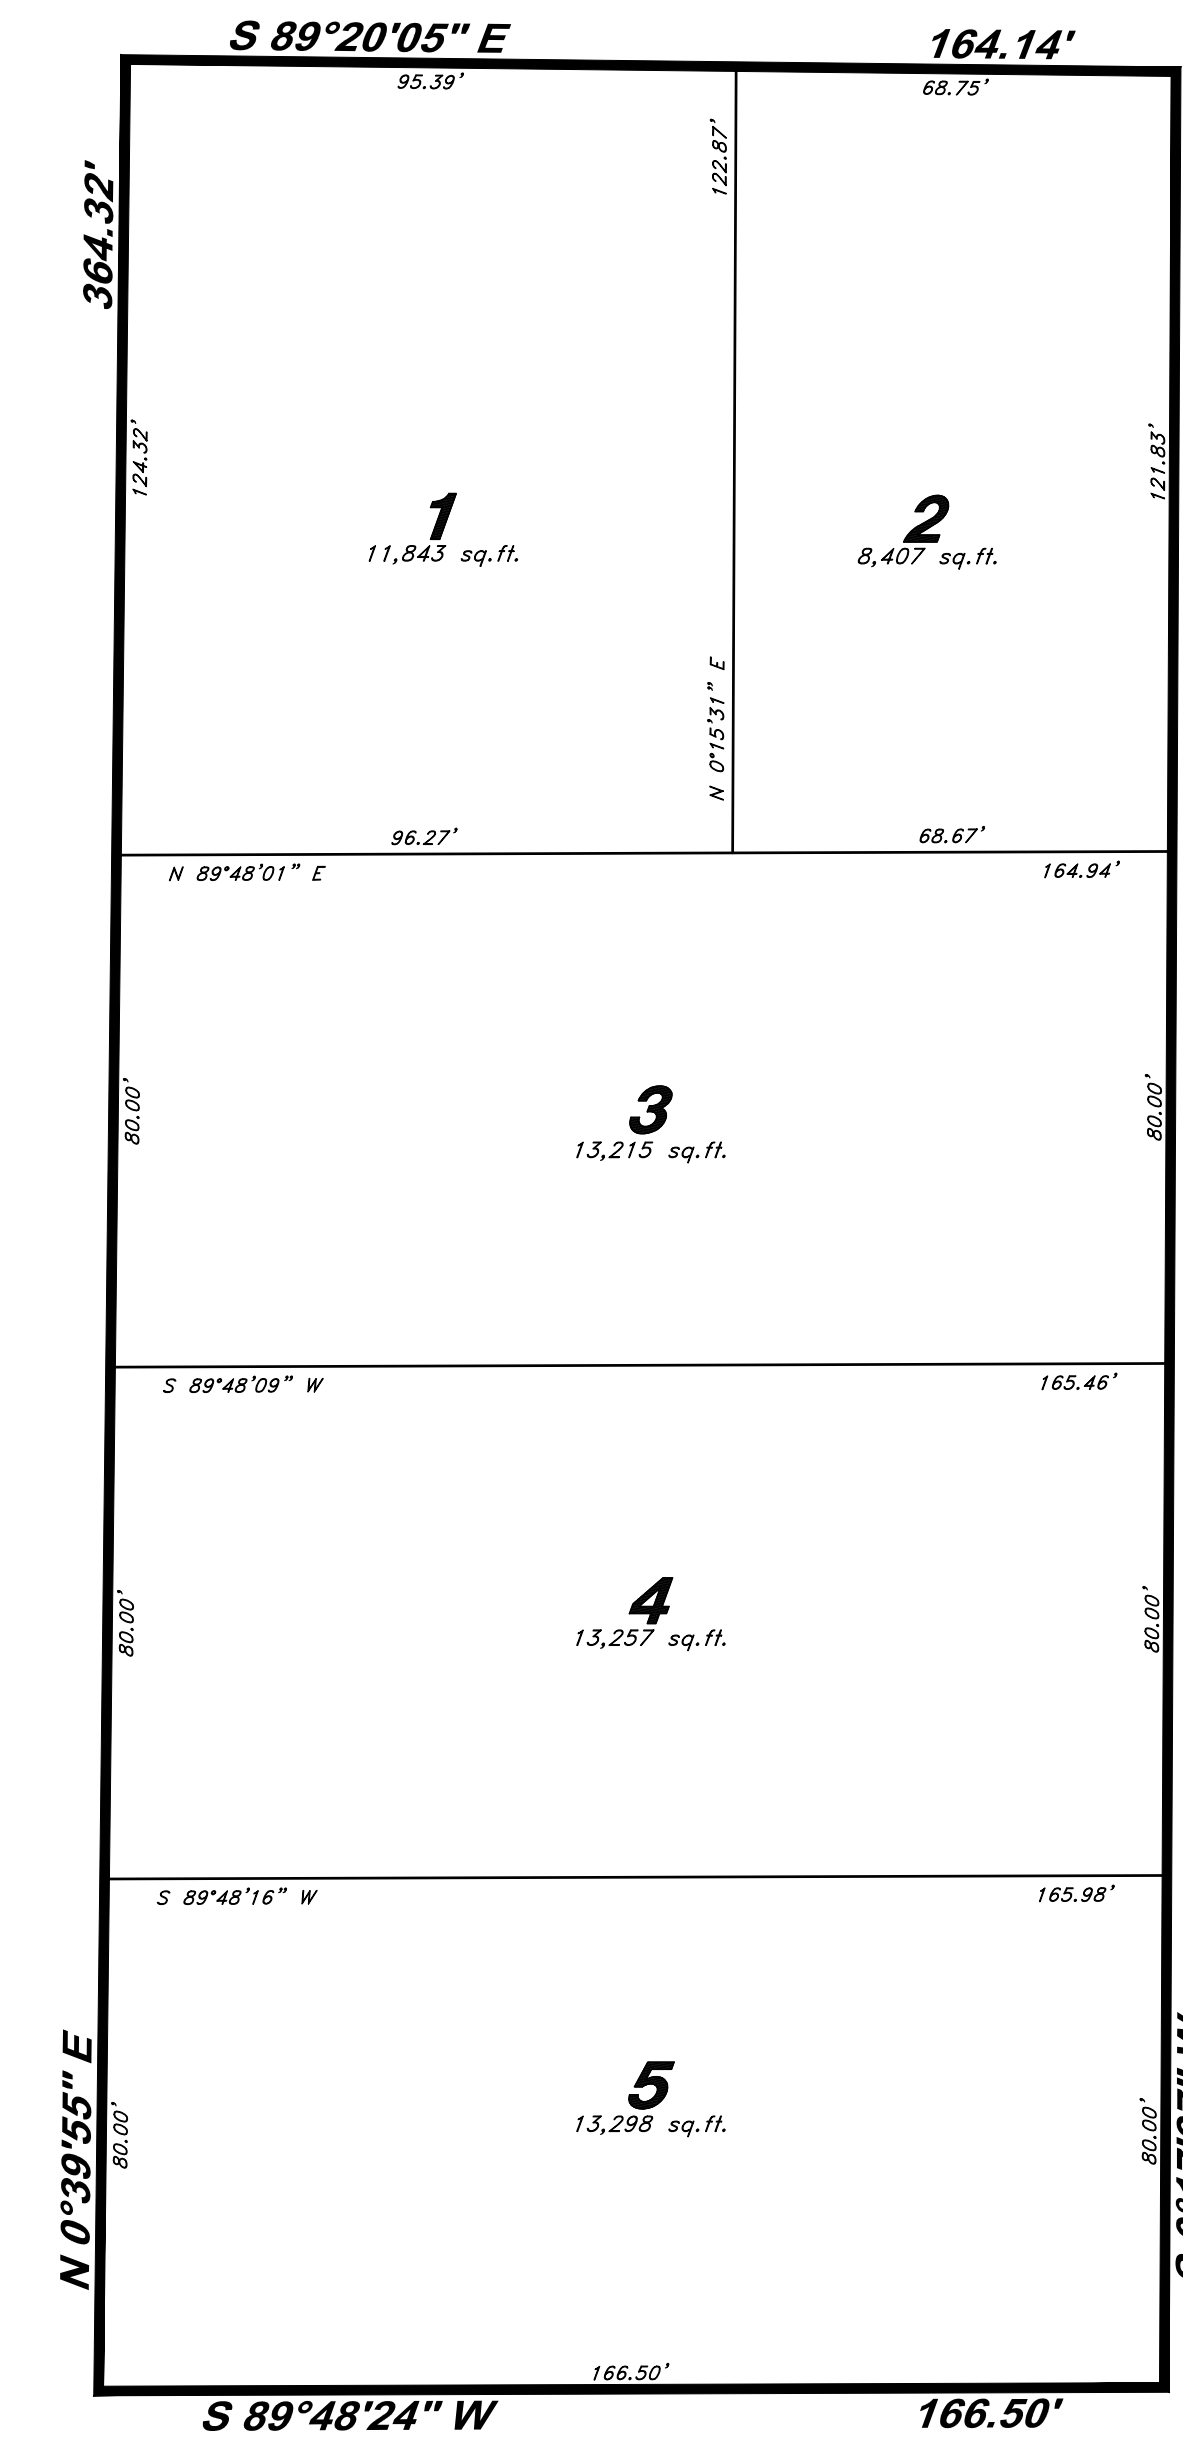 S 89°20'05" E
164.14'
95.39'
68.75'
122.87'
364.32'
124.32'
121.83'
1
11,843 sq.ft.
2
8,407 sq.ft.
N 0°15'31" E
96.27'
68.67'
N 89°48'01" E
164.94'
80.00'
80.00'
3
13,215 sq.ft.
S 89°48'09" W
165.46'
80.00'
80.00'
4
13,257 sq.ft.
S 89°48'16" W
165.98'
N 0°39'55" E
80.00'
80.00'
5
13,298 sq.ft.
166.50'
S 89°48'24" W
166.50'